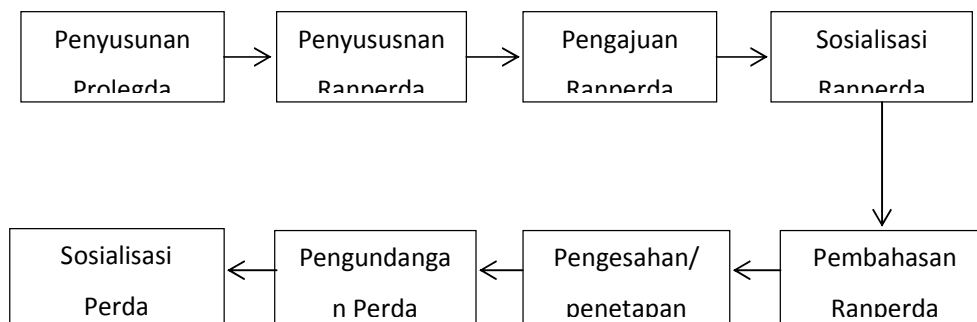 Penyusunan
Prolegda
Penyususnan
Ranperda
Pengajuan
Ranperda
Sosialisasi
Ranperda
Pembahasan
Ranperda
Pengesahan/
penetapan
Pengundanga
n Perda
Sosialisasi
Perda